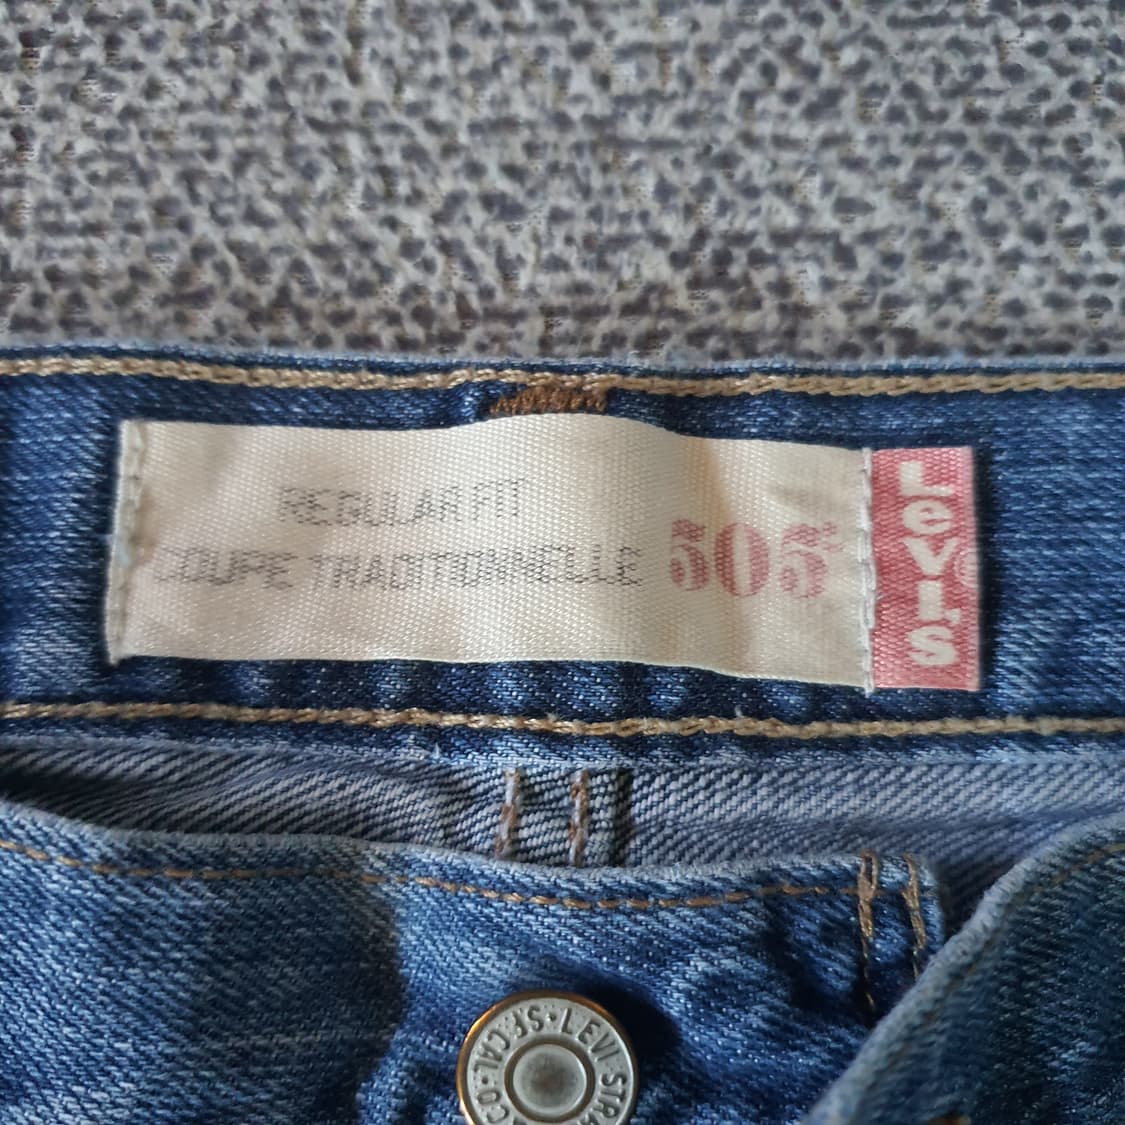 REGULAR FIT
COUPE TRADITIONNELLE
505
LEVI'S
S.F.CAL.
LEVI STRA
CO